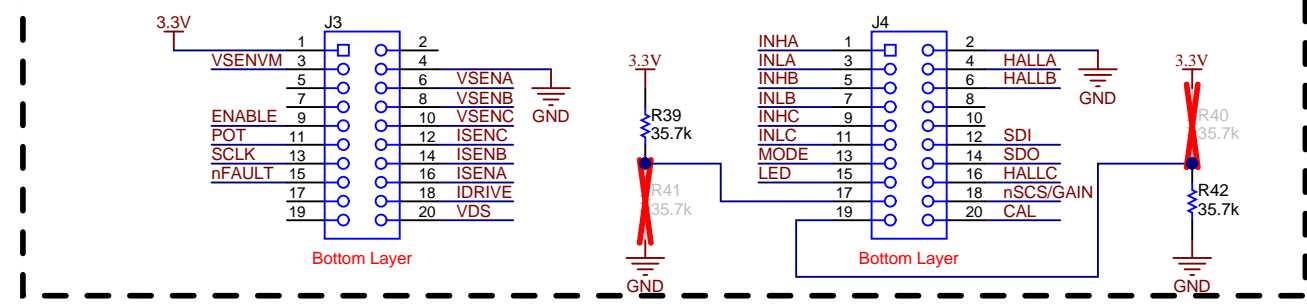 3.3V
J3
1
2
VSENVM 3
4
5
6 VSENA
7
8 VSENB
ENABLE 9
10 VSENC
POT 11
12 ISENC
SCLK 13
14 ISENB
nFAULT 15
16 ISENA
17
18 IDRIVE
19
20 VDS
GND
Bottom Layer
3.3V
R39
35.7k
R41
35.7k
GND
J4
INHA 1
2
INLA 3
4 HALLA
INHB 5
6 HALLB
INLB 7
8
INHC 9
10
INLC 11
12 SDI
MODE 13
14 SDO
LED 15
16 HALLC
17
18 nSCS/GAIN
19
20 CAL
GND
Bottom Layer
3.3V
R40
35.7k
R42
35.7k
GND